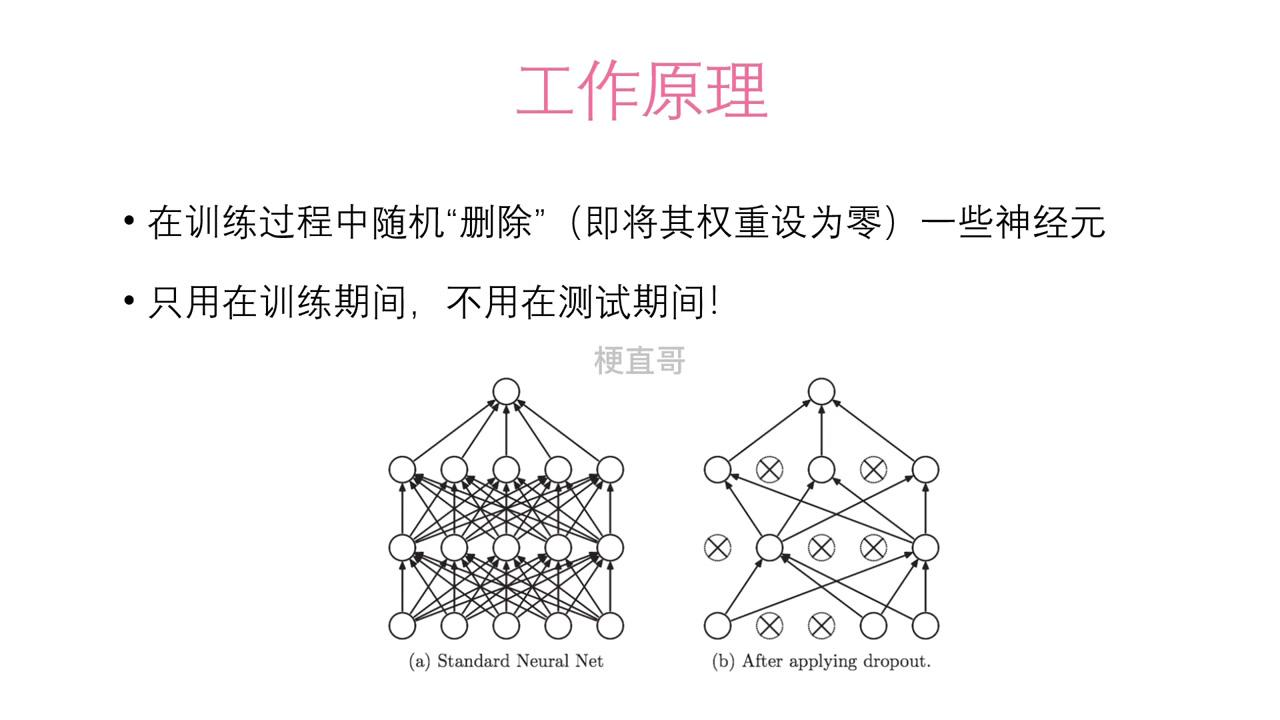 工作原理
• 在训练过程中随机“删除”（即将其权重设为零）一些神经元
• 只用在训练期间，不用在测试期间！
梗直哥
(a) Standard Neural Net
(b) After applying dropout.